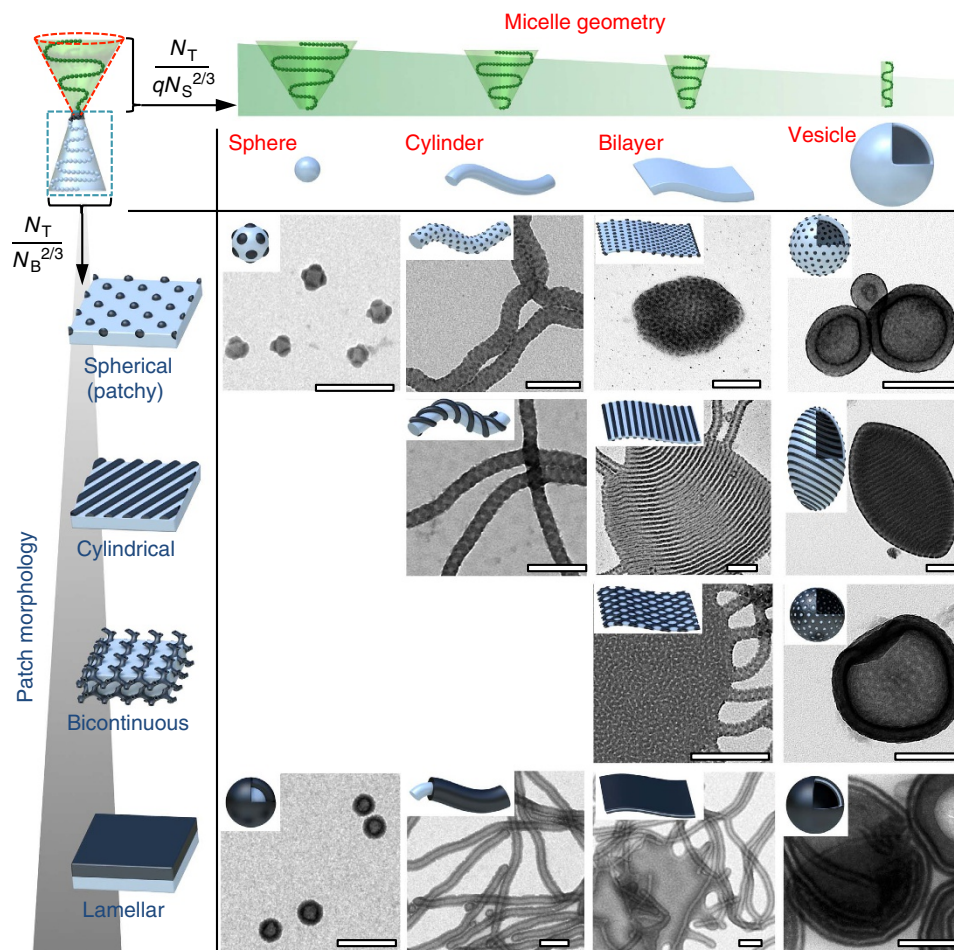 Micelle geometry
N_T
qN_S^2/3
Sphere
Cylinder
Bilayer
Vesicle
N_T
N_B^2/3
Spherical
(patchy)
Cylindrical
Bicontinuous
Lamellar
Patch morphology